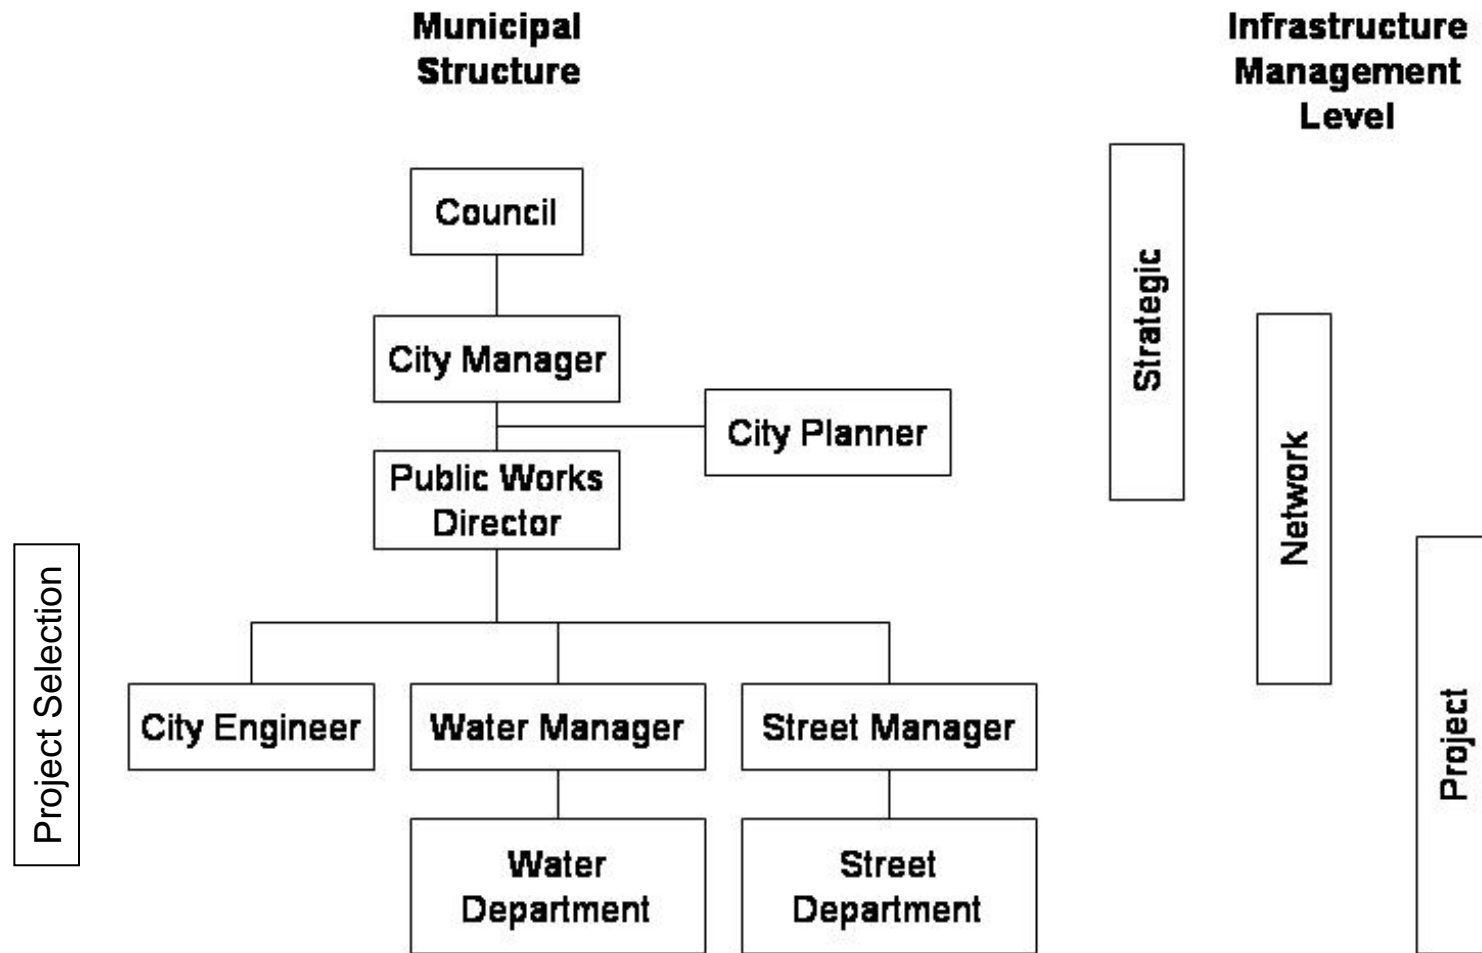 Municipal
Structure
Infrastructure
Management
Level
Council
Strategic
City Manager
City Planner
Network
Public Works
Director
Project Selection
Project
City Engineer
Water Manager
Street Manager
Water
Department
Street
Department